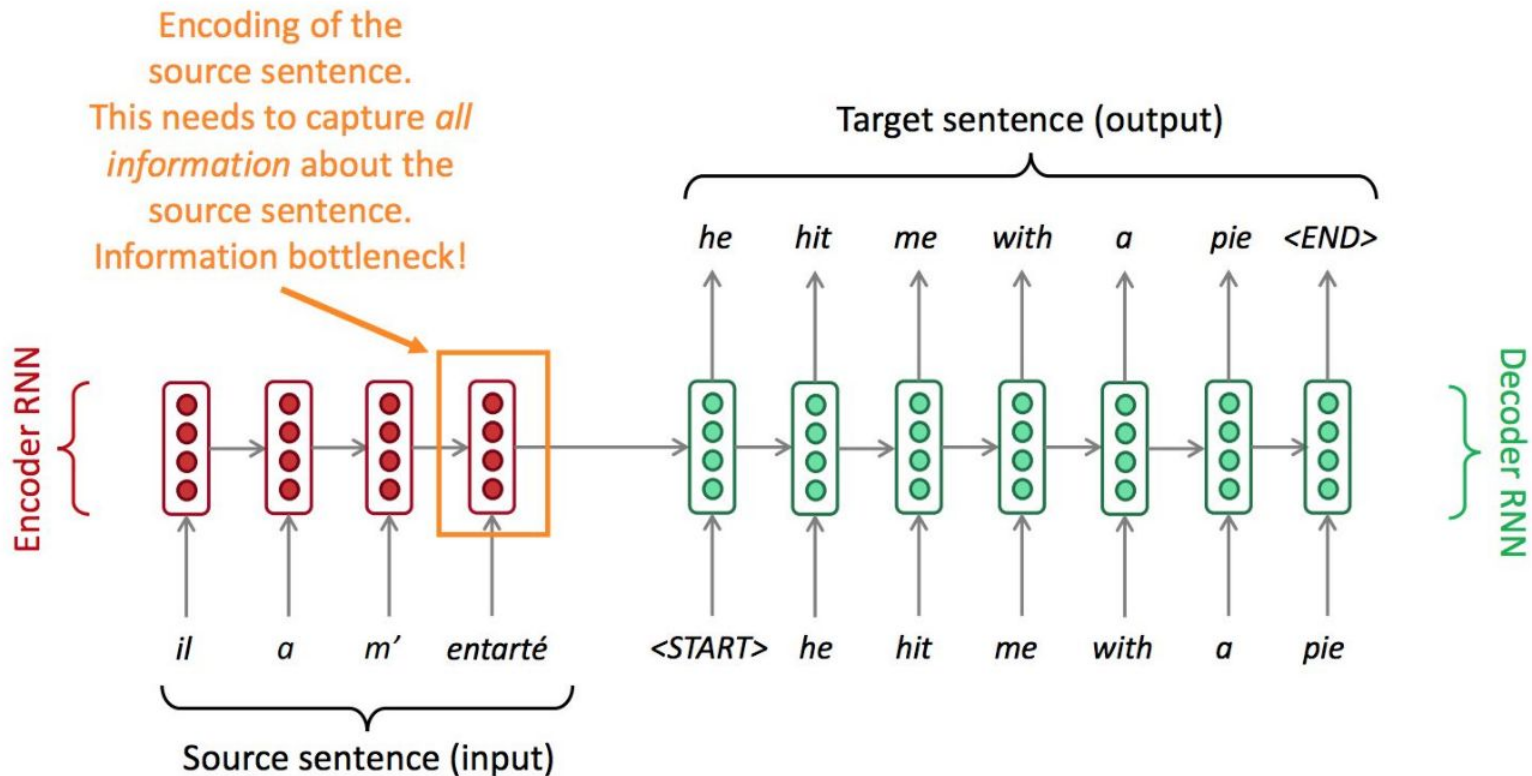 Encoding of the
source sentence.
This needs to capture all
information about the
source sentence.
Information bottleneck!
Target sentence (output)
he hit me with a pie <END>
Encoder RNN
Decoder RNN
il a m' entarté
<START> he hit me with a pie
Source sentence (input)